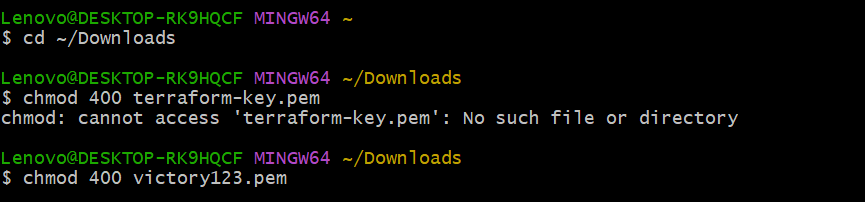 Lenovo@DESKTOP-RK9HQCF MINGW64 ~
$ cd ~/Downloads
Lenovo@DESKTOP-RK9HQCF MINGW64 ~/Downloads
$ chmod 400 terraform-key.pem
chmod: cannot access 'terraform-key.pem': No such file or directory
Lenovo@DESKTOP-RK9HQCF MINGW64 ~/Downloads
$ chmod 400 victory123.pem